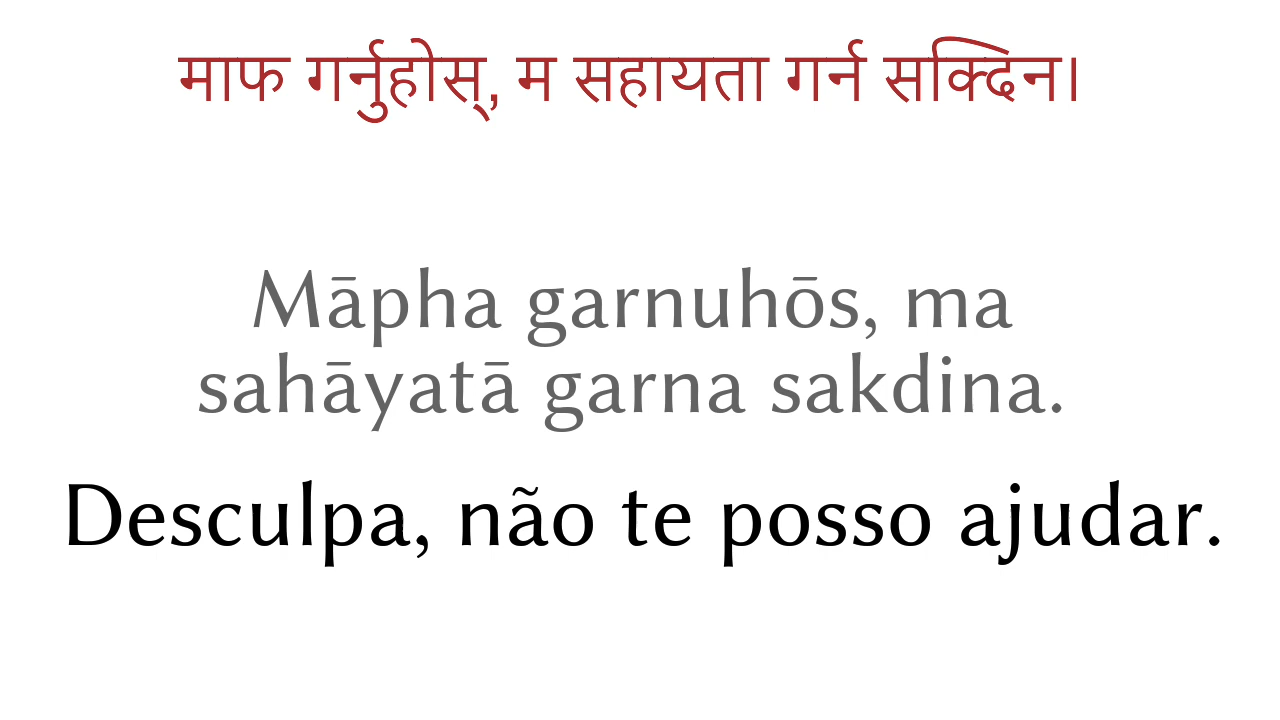 माफ गर्नुहोस्, म सहायता गर्न सक्दिन।
Māpha garnuhōs, ma
sahāyatā garna sakdina.
Desculpa, não te posso ajudar.